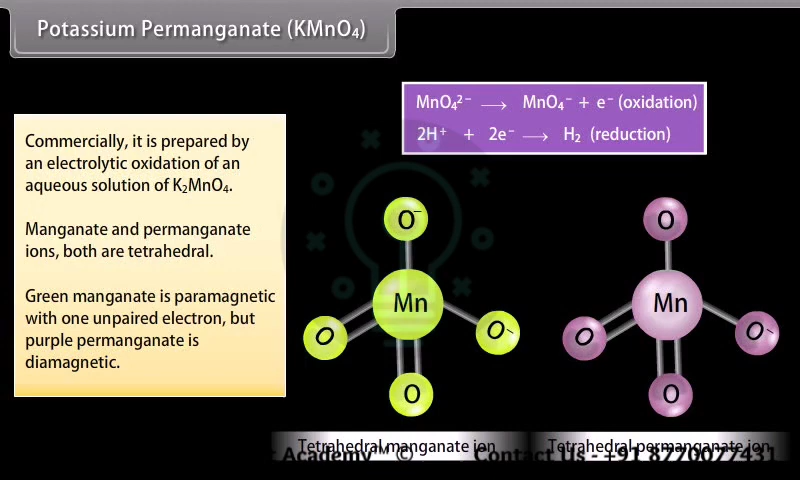 Potassium Permanganate (KMnO₄)
MnO₄²⁻ ⟶ MnO₄⁻ + e⁻ (oxidation)
2H⁺ + 2e⁻ ⟶ H₂ (reduction)
Commercially, it is prepared by
an electrolytic oxidation of an
aqueous solution of K₂MnO₄.
Manganate and permanganate
ions, both are tetrahedral.
Green manganate is paramagnetic
with one unpaired electron, but
purple permanganate is
diamagnetic.
O⁻
Mn
O
O⁻
O
O
Mn
O
O⁻
O
Tetrahedral manganate ion
Tetrahedral permanganate ion
Academy™ © Contact Us - +91 8770077431